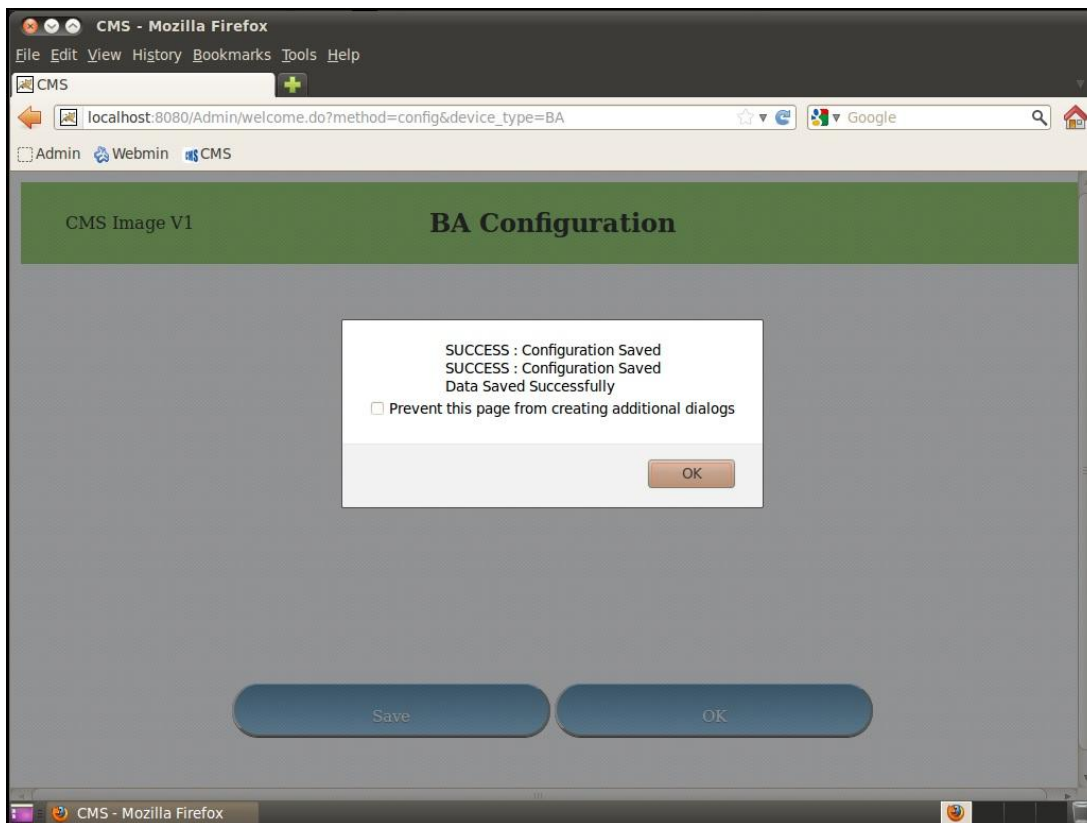 CMS - Mozilla Firefox
File Edit View History Bookmarks Tools Help
CMS
localhost:8080/Admin/welcome.do?method=config&device_type=BA
Google
Admin Webmin CMS
CMS Image V1
BA Configuration
SUCCESS : Configuration Saved
SUCCESS : Configuration Saved
Data Saved Successfully
Prevent this page from creating additional dialogs
OK
Save OK
CMS - Mozilla Firefox